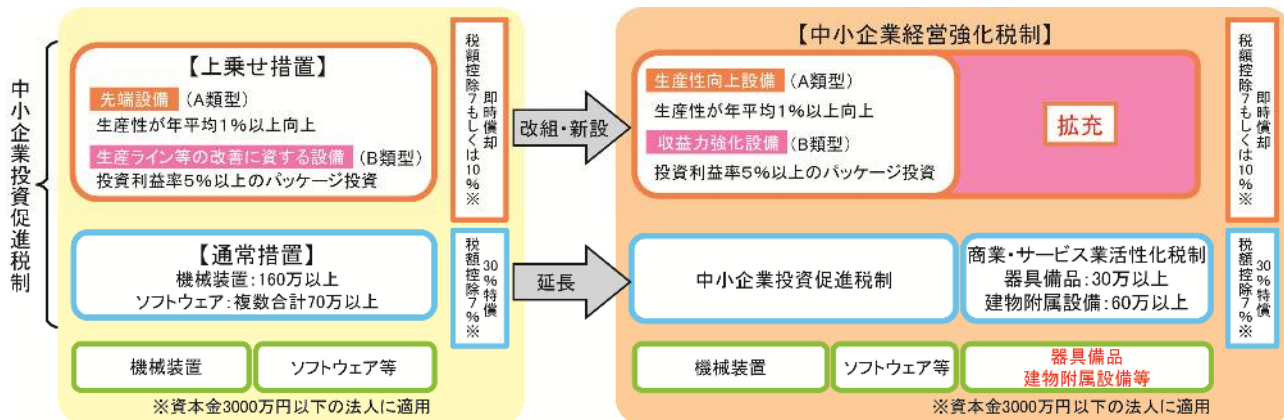 中小企業投資促進税制
【上乗せ措置】
先端設備 (A類型)
生産性が年平均1%以上向上
生産ライン等の改善に資する設備 (B類型)
投資利益率5%以上のパッケージ投資
即時償却
税額控除7もしくは10%※
【通常措置】
機械装置:160万以上
ソフトウェア:複数合計70万以上
30%特償
税額控除7%※
機械装置
ソフトウェア等
※資本金3000万円以下の法人に適用
改組・新設
延長
【中小企業経営強化税制】
生産性向上設備 (A類型)
生産性が年平均1%以上向上
収益力強化設備 (B類型)
投資利益率5%以上のパッケージ投資
拡充
即時償却
税額控除7もしくは10%※
中小企業投資促進税制
商業・サービス業活性化税制
器具備品:30万以上
建物附属設備:60万以上
30%特償
税額控除7%※
機械装置
ソフトウェア等
器具備品
建物附属設備等
※資本金3000万円以下の法人に適用